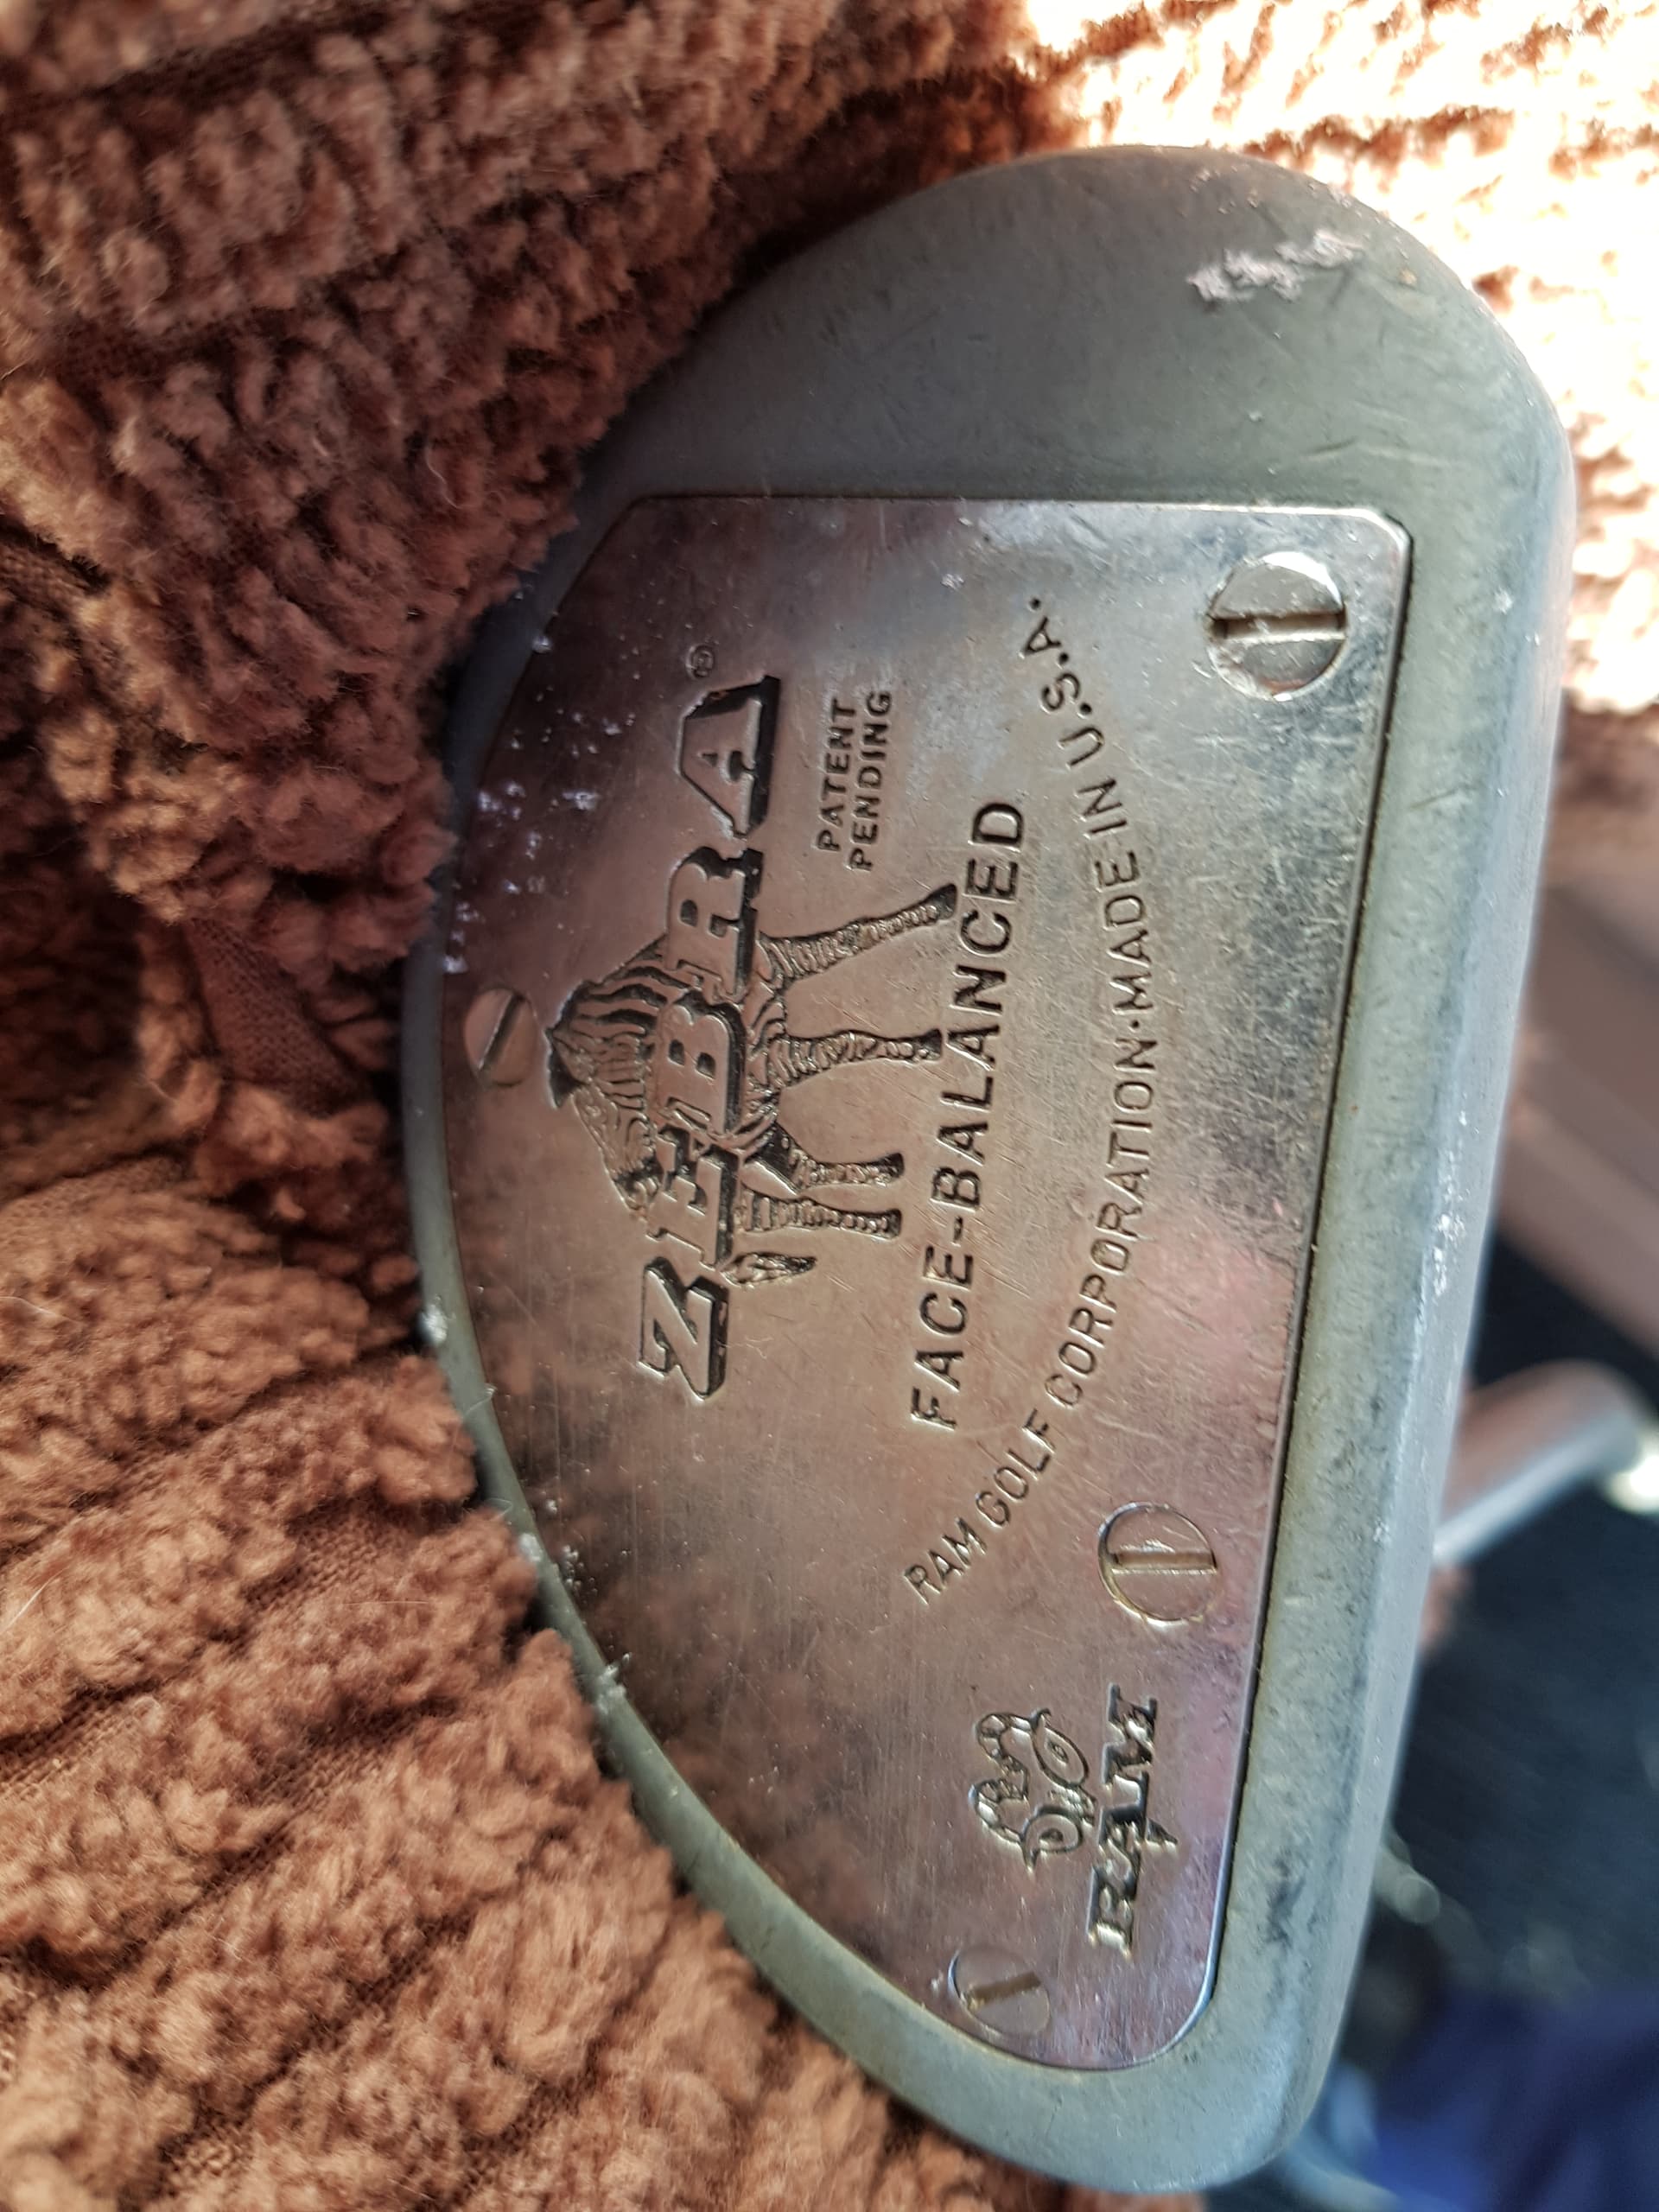 ZEBRA®
PATENT
PENDING
FACE-BALANCED
RAM GOLF CORPORATION·MADE IN U.S.A.
RAM